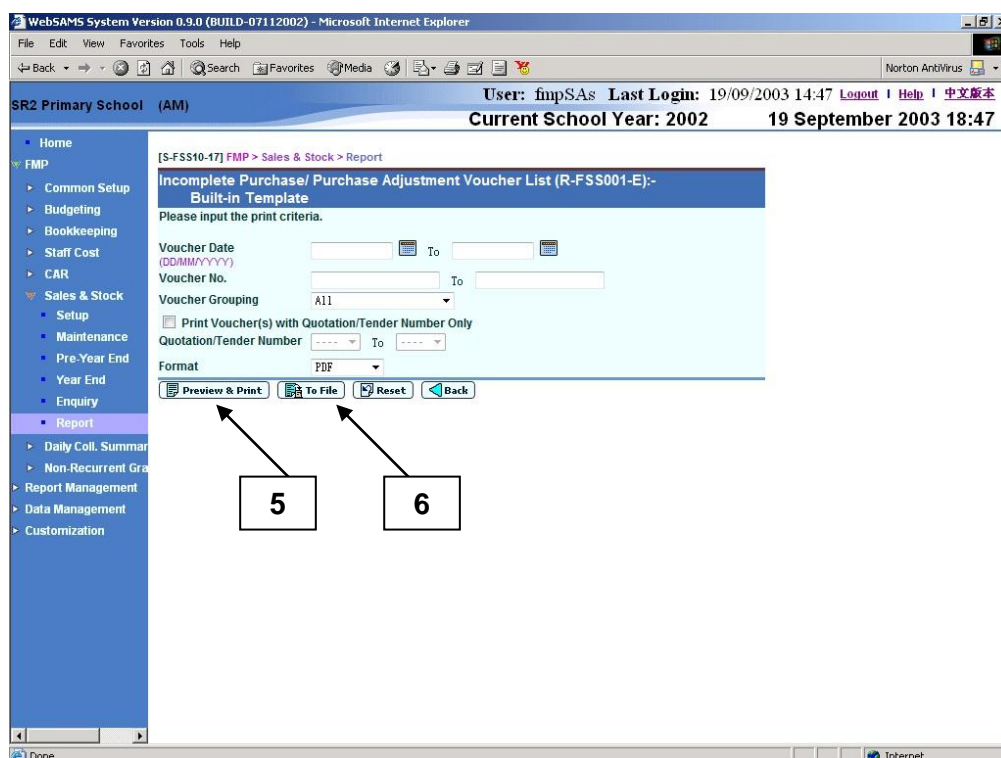 WebSAMS System Version 0.9.0 (BUILD-07112002) - Microsoft Internet Explorer
File Edit View Favorites Tools Help
Back Search Favorites Media Norton AntiVirus
SR2 Primary School (AM)
User: fmpSAs Last Login: 19/09/2003 14:47 Logout | Help | 中文版本
Current School Year: 2002 19 September 2003 18:47
Home
FMP
Common Setup
Budgeting
Bookkeeping
Staff Cost
CAR
Sales & Stock
Setup
Maintenance
Pre-Year End
Year End
Enquiry
Report
Daily Coll. Summar
Non-Recurrent Gra
Report Management
Data Management
Customization
[S-FSS10-17] FMP > Sales & Stock > Report
Incomplete Purchase/ Purchase Adjustment Voucher List (R-FSS001-E):-
Built-in Template
Please input the print criteria.
Voucher Date To
(DD/MM/YYYY)
Voucher No. To
Voucher Grouping All
Print Voucher(s) with Quotation/Tender Number Only
Quotation/Tender Number ---- To ----
Format PDF
Preview & Print To File Reset Back
5 6
Done Internet